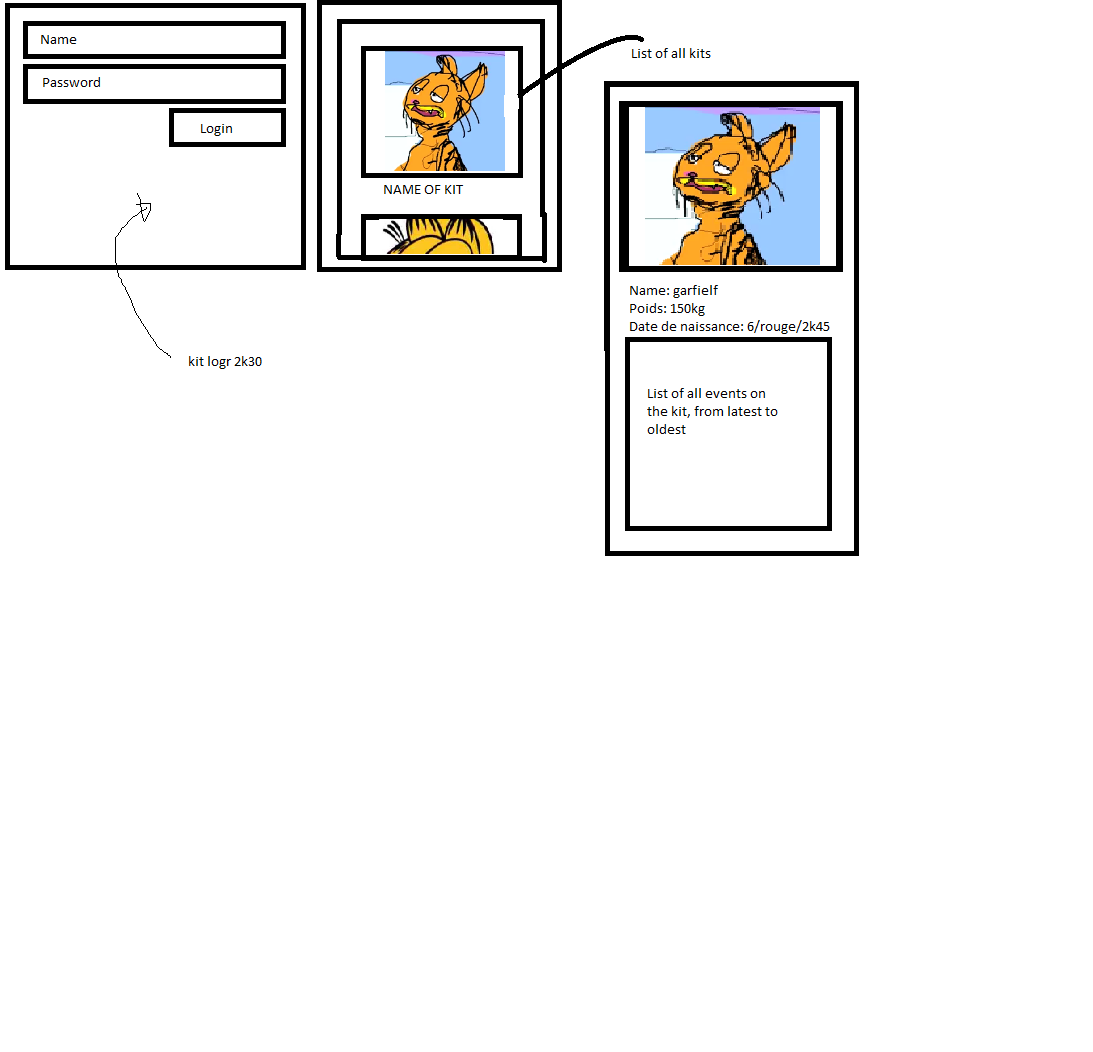 Name
Password
Login
kit logr 2k30
NAME OF KIT
List of all kits
Name: garfielf
Poids: 150kg
Date de naissance: 6/rouge/2k45
List of all events on
the kit, from latest to
oldest